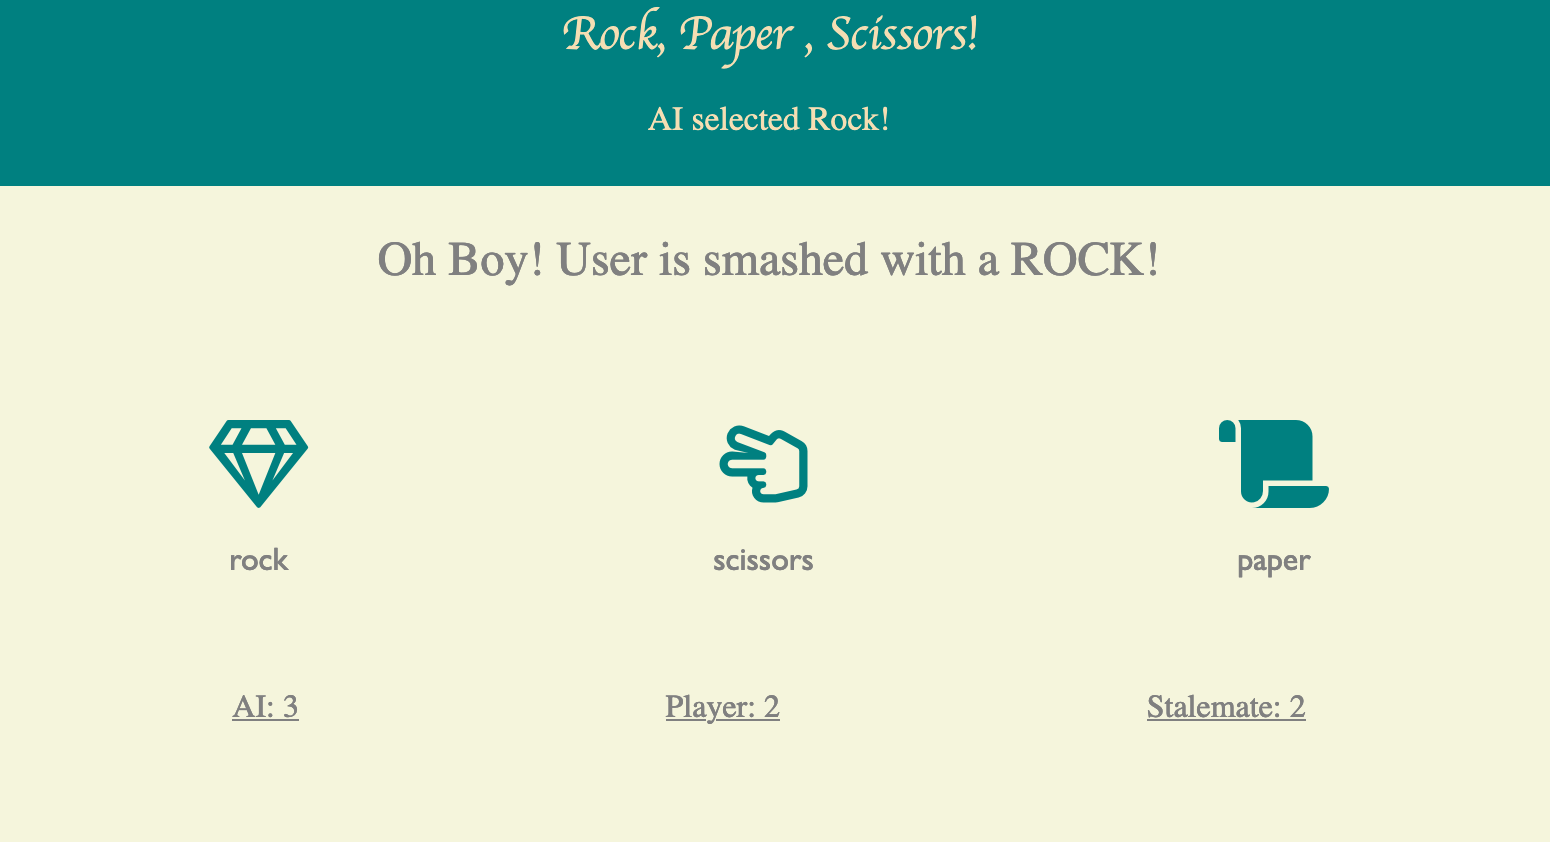 Rock, Paper , Scissors!
AI selected Rock!
Oh Boy! User is smashed with a ROCK!
rock scissors paper
AI: 3 Player: 2 Stalemate: 2